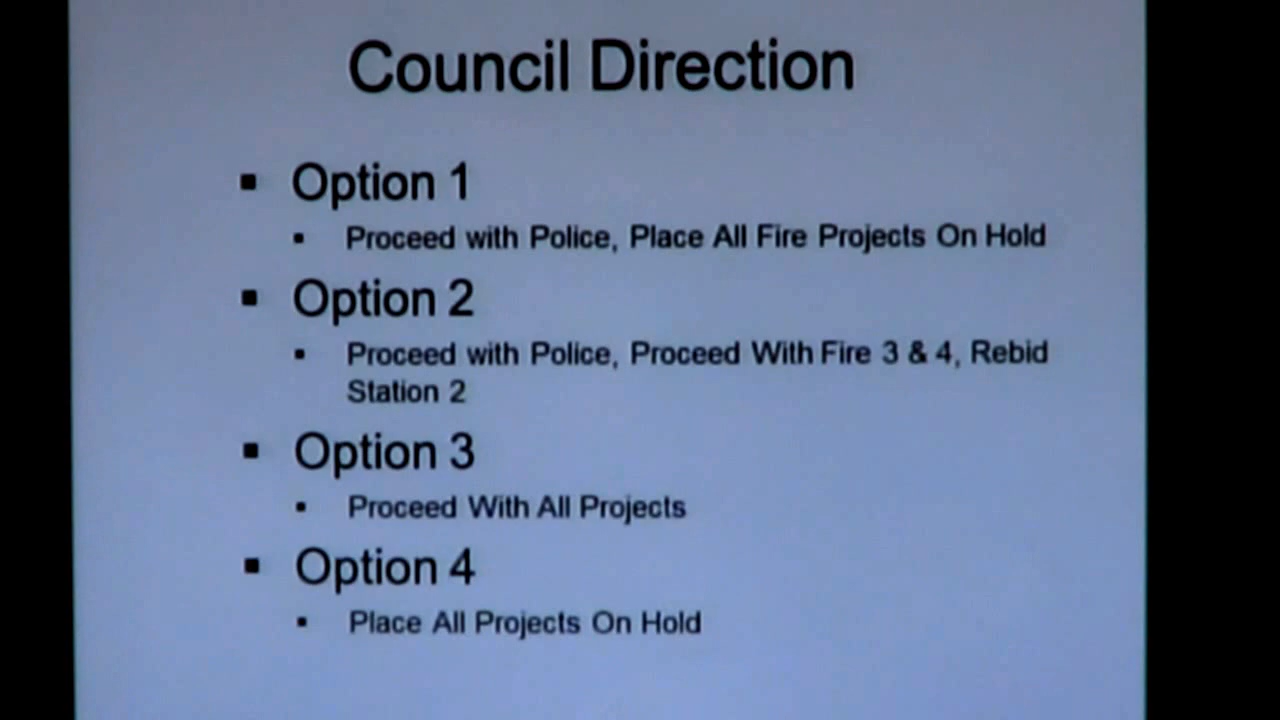 Council Direction
▪ Option 1
▪ Proceed with Police, Place All Fire Projects On Hold
▪ Option 2
▪ Proceed with Police, Proceed With Fire 3 & 4, Rebid
Station 2
▪ Option 3
▪ Proceed With All Projects
▪ Option 4
▪ Place All Projects On Hold